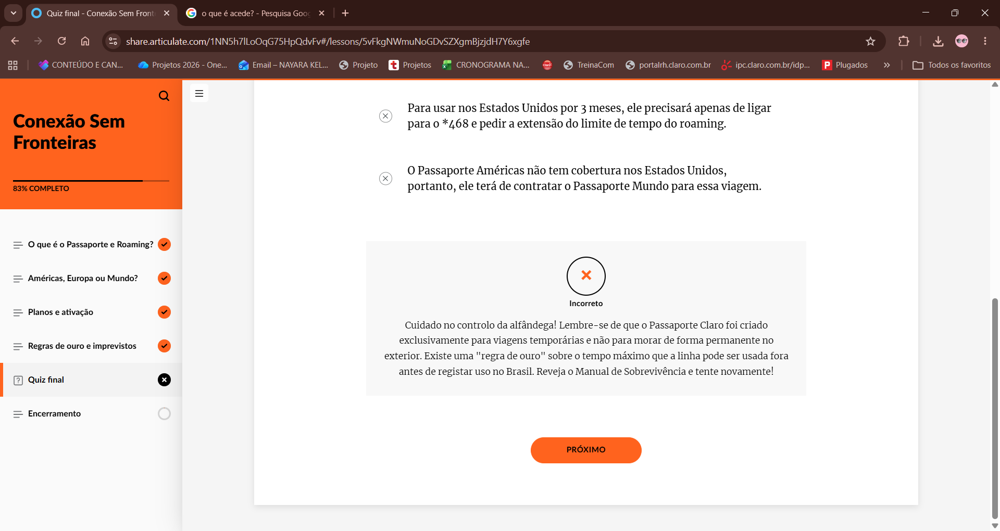 Quiz final - Conexão Sem Front
o que é acede? - Pesquisa Goo
share.articulate.com/1NN5h7lLoOqG75HpQdvFv#/lessons/5vFkgNWmuNoGDvSZXgmBjzjdH7Y6xgfe
CONTEÚDO E CAN...
Projetos 2026 - One...
Email – NAYARA KEL...
Projeto
Projetos
CRONOGRAMA NA...
Claro
TreinaCom
portalrh.claro.com.br
ipc.claro.com.br/idp...
Plugados
Todos os favoritos
Conexão Sem
Fronteiras
83% COMPLETO
O que é o Passaporte e Roaming?
Américas, Europa ou Mundo?
Planos e ativação
Regras de ouro e imprevistos
Quiz final
Encerramento
Para usar nos Estados Unidos por 3 meses, ele precisará apenas de ligar
para o *468 e pedir a extensão do limite de tempo do roaming.
O Passaporte Américas não tem cobertura nos Estados Unidos,
portanto, ele terá de contratar o Passaporte Mundo para essa viagem.
Incorreto
Cuidado no controlo da alfândega! Lembre-se de que o Passaporte Claro foi criado
exclusivamente para viagens temporárias e não para morar de forma permanente no
exterior. Existe uma "regra de ouro" sobre o tempo máximo que a linha pode ser usada fora
antes de registar uso no Brasil. Reveja o Manual de Sobrevivência e tente novamente!
PRÓXIMO